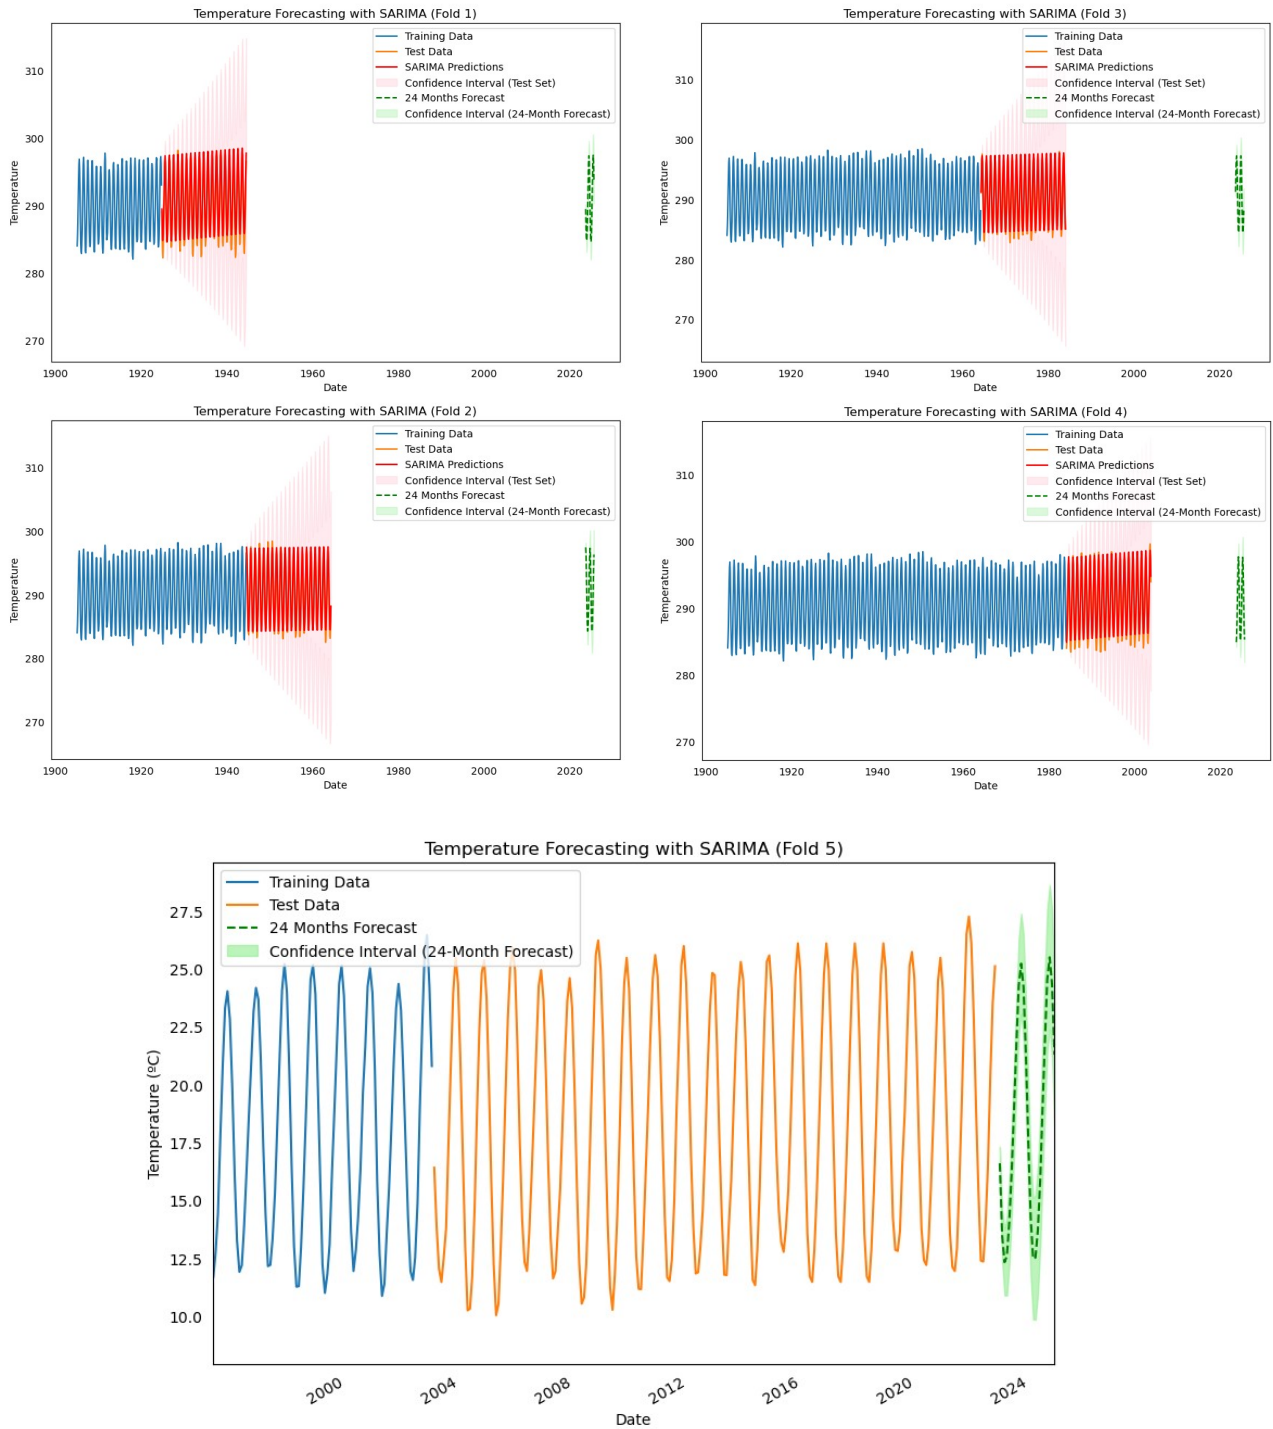 Temperature Forecasting with SARIMA (Fold 1)
Training Data
Test Data
SARIMA Predictions
Confidence Interval (Test Set)
24 Months Forecast
Confidence Interval (24-Month Forecast)
Temperature
310
300
290
280
270
1900 1920 1940 1960 1980 2000 2020
Date
Temperature Forecasting with SARIMA (Fold 3)
Training Data
Test Data
SARIMA Predictions
Confidence Interval (Test Set)
24 Months Forecast
Confidence Interval (24-Month Forecast)
Temperature
310
300
290
280
270
1900 1920 1940 1960 1980 2000 2020
Date
Temperature Forecasting with SARIMA (Fold 2)
Training Data
Test Data
SARIMA Predictions
Confidence Interval (Test Set)
24 Months Forecast
Confidence Interval (24-Month Forecast)
Temperature
310
300
290
280
270
1900 1920 1940 1960 1980 2000 2020
Date
Temperature Forecasting with SARIMA (Fold 4)
Training Data
Test Data
SARIMA Predictions
Confidence Interval (Test Set)
24 Months Forecast
Confidence Interval (24-Month Forecast)
Temperature
310
300
290
280
270
1900 1920 1940 1960 1980 2000 2020
Date
Temperature Forecasting with SARIMA (Fold 5)
Training Data
Test Data
24 Months Forecast
Confidence Interval (24-Month Forecast)
Temperature (ºC)
27.5
25.0
22.5
20.0
17.5
15.0
12.5
10.0
2000 2004 2008 2012 2016 2020 2024
Date